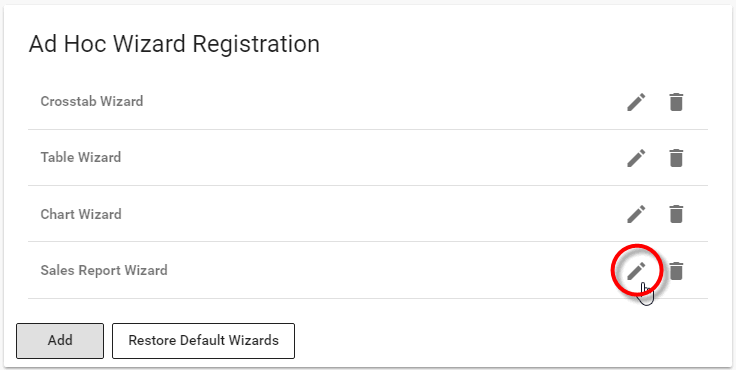 Ad Hoc Wizard Registration
Crosstab Wizard
Table Wizard
Chart Wizard
Sales Report Wizard
Add Restore Default Wizards